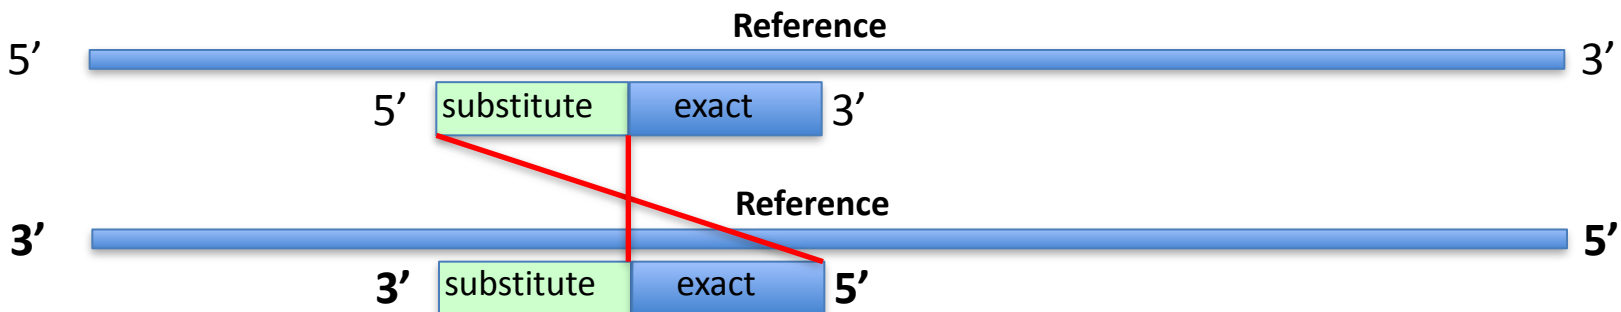 Reference
5’ 3’
5’ substitute exact 3’
Reference
3’ 5’
3’ substitute exact 5’